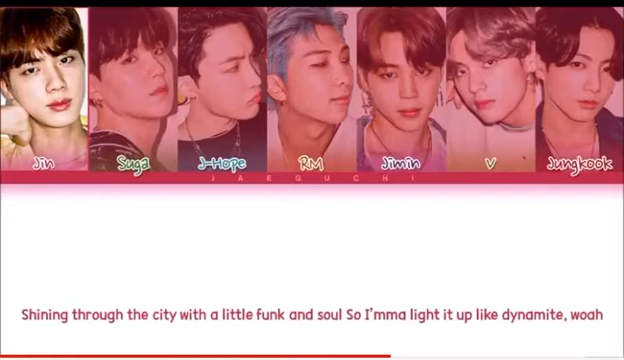 Jin Suga J-Hope RM Jimin V Jungkook
JAEGUCHI
Shining through the city with a little funk and soul So I'mma light it up like dynamite, woah